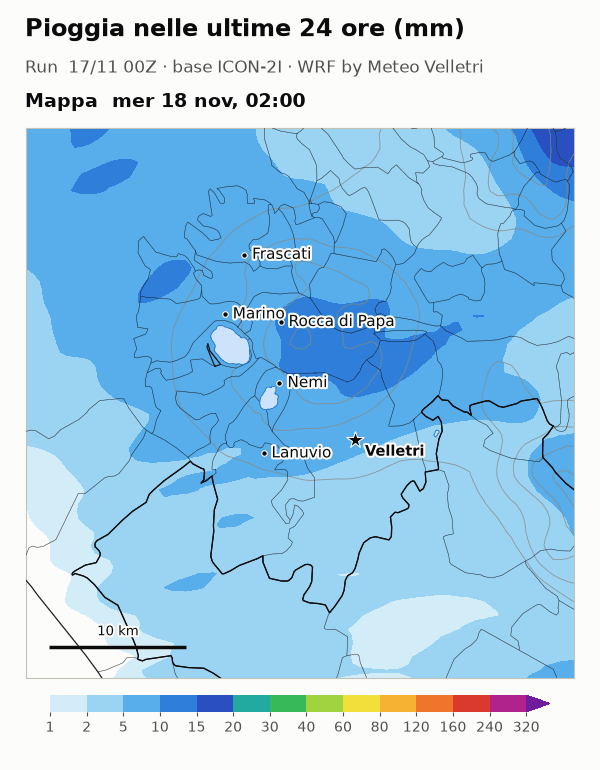 Pioggia nelle ultime 24 ore (mm)
Run  17/11 00Z · base ICON-2I · WRF by Meteo Velletri
Mappa  mer 18 nov, 02:00
Frascati
Marino
Rocca di Papa
Nemi
Velletri
Lanuvio
10 km
1 2 5 10 15 20 30 40 60 80 120 160 240 320